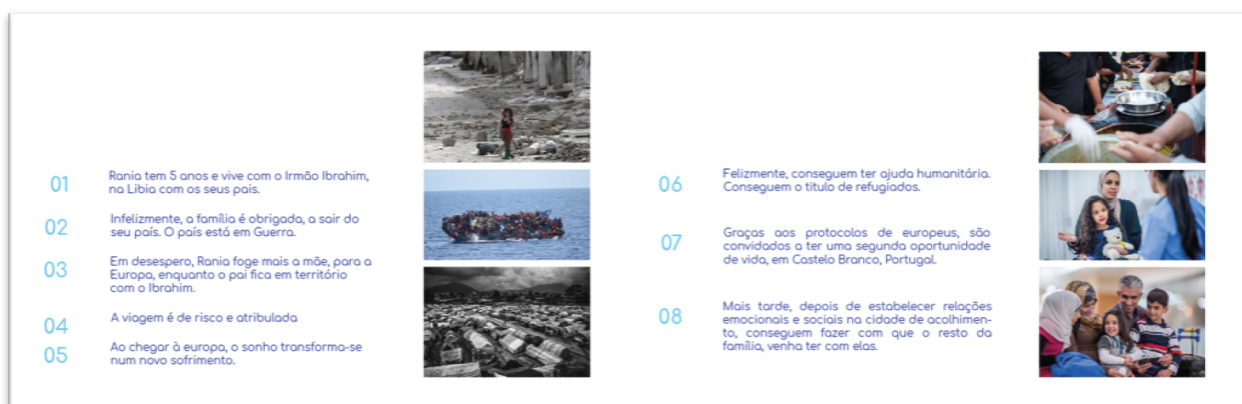 01
Rania tem 5 anos e vive com o Irmão Ibrahim,
na Libia com os seus pais.
02
Infelizmente, a família é obrigada, a sair do
seu país. O país está em Guerra.
03
Em desespero, Rania foge mais a mãe, para a
Europa, enquanto o pai fica em território
com o Ibrahim.
04
A viagem é de risco e atribulada
05
Ao chegar à europa, o sonho transforma-se
num novo sofrimento.
06
Felizmente, conseguem ter ajuda humanitária.
Conseguem o titulo de refugiados.
07
Graças aos protocolos de europeus, são
convidados a ter uma segunda oportunidade
de vida, em Castelo Branco, Portugal.
08
Mais tarde, depois de estabelecer relações
emocionais e sociais na cidade de acolhimen-
to, conseguem fazer com que o resto da
família, venha ter com elas.